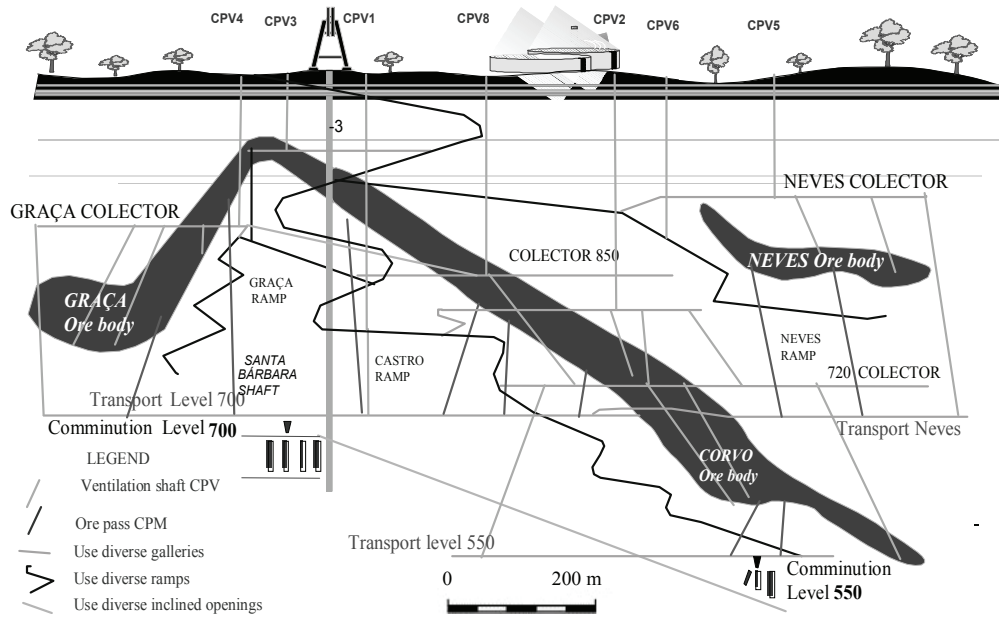 CPV4
CPV3
CPV1
CPV8
CPV2
CPV6
CPV5
-3
NEVES COLECTOR
GRAÇA COLECTOR
COLECTOR 850
NEVES Ore body
GRAÇA
Ore body
GRAÇA
RAMP
SANTA
BÁRBARA
SHAFT
CASTRO
RAMP
NEVES
RAMP
720 COLECTOR
Transport Level 700
Transport Neves
Comminution Level 700
CORVO
Ore body
LEGEND
Ventilation shaft CPV
Ore pass CPM
Use diverse galleries
Use diverse ramps
Use diverse inclined openings
Transport level 550
Comminution
Level 550
0 200 m
-